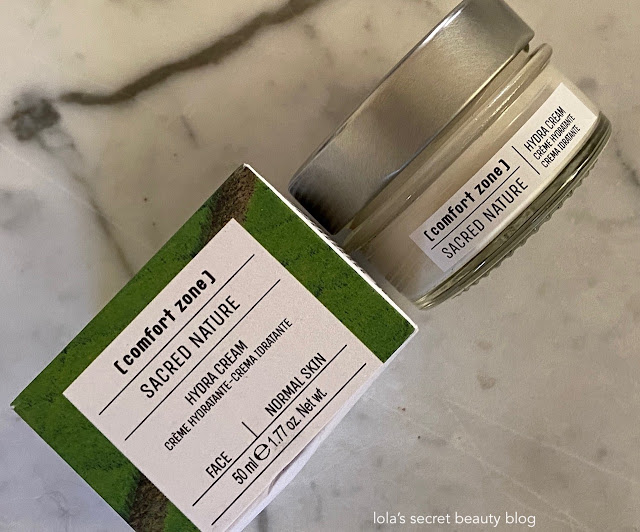 [ comfort zone ]
SACRED NATURE
HYDRA CREAM
CRÈME HYDRATANTE
CREMA IDRATANTE
[ comfort zone ]
SACRED NATURE
HYDRA CREAM
CRÈME HYDRATANTE-CREMA IDRATANTE
FACE | NORMAL SKIN
50 ml ℮ 1.77 oz. Net wt.
lola's secret beauty blog